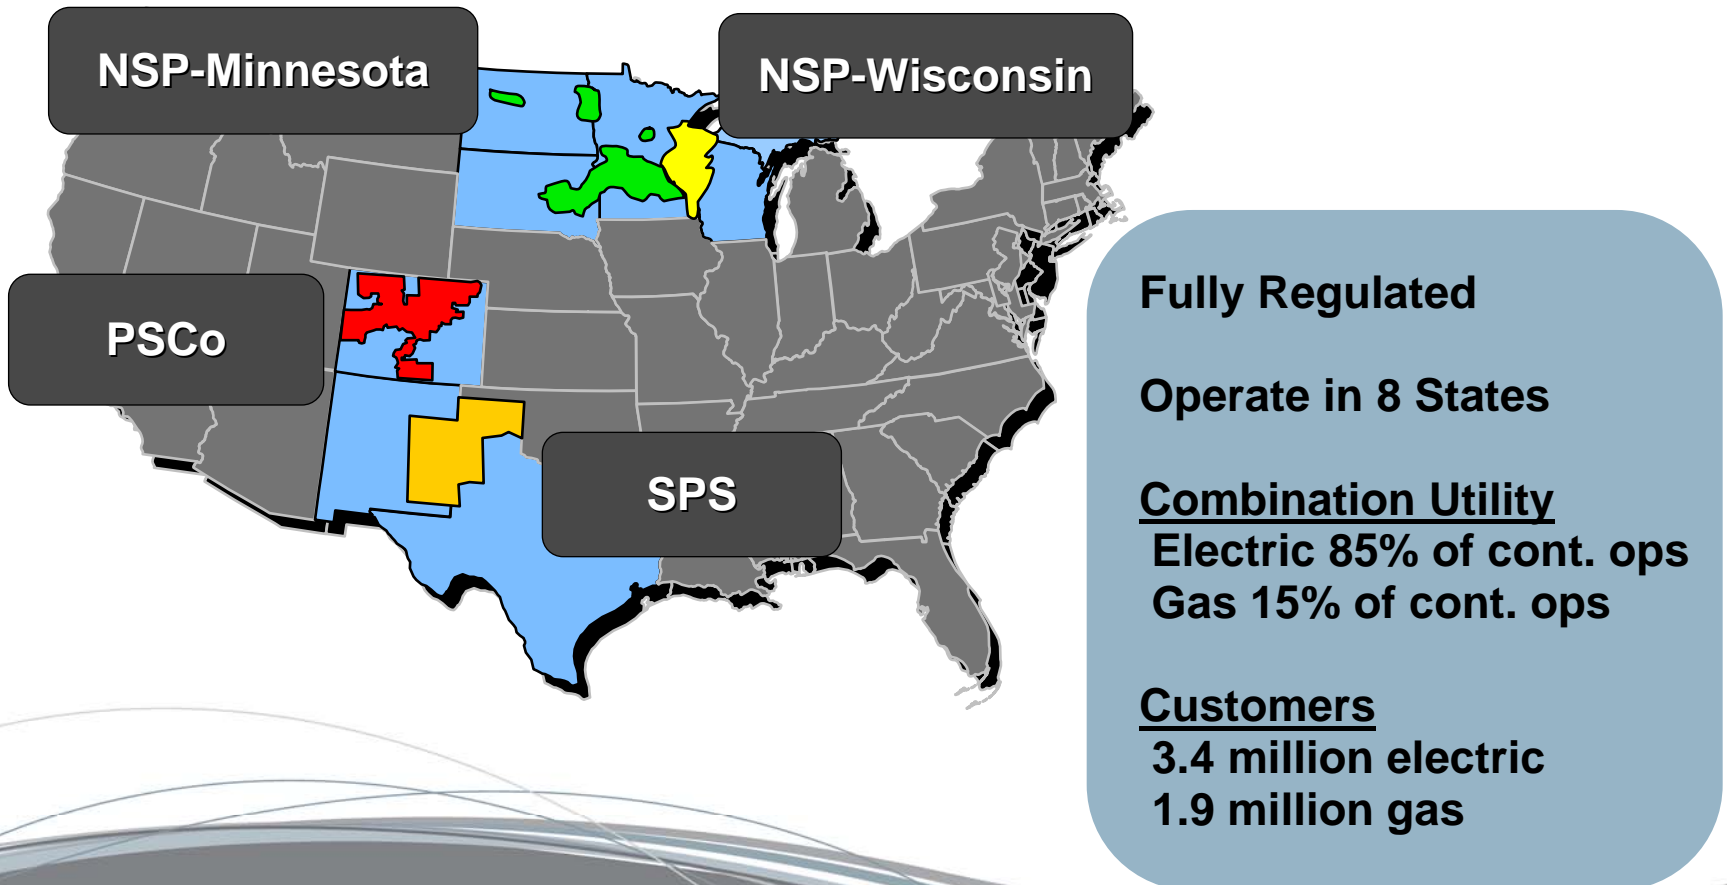 NSP-Minnesota
NSP-Wisconsin
PSCo
SPS
Fully Regulated
Operate in 8 States
Combination Utility
Electric 85% of cont. ops
Gas 15% of cont. ops
Customers
3.4 million electric
1.9 million gas